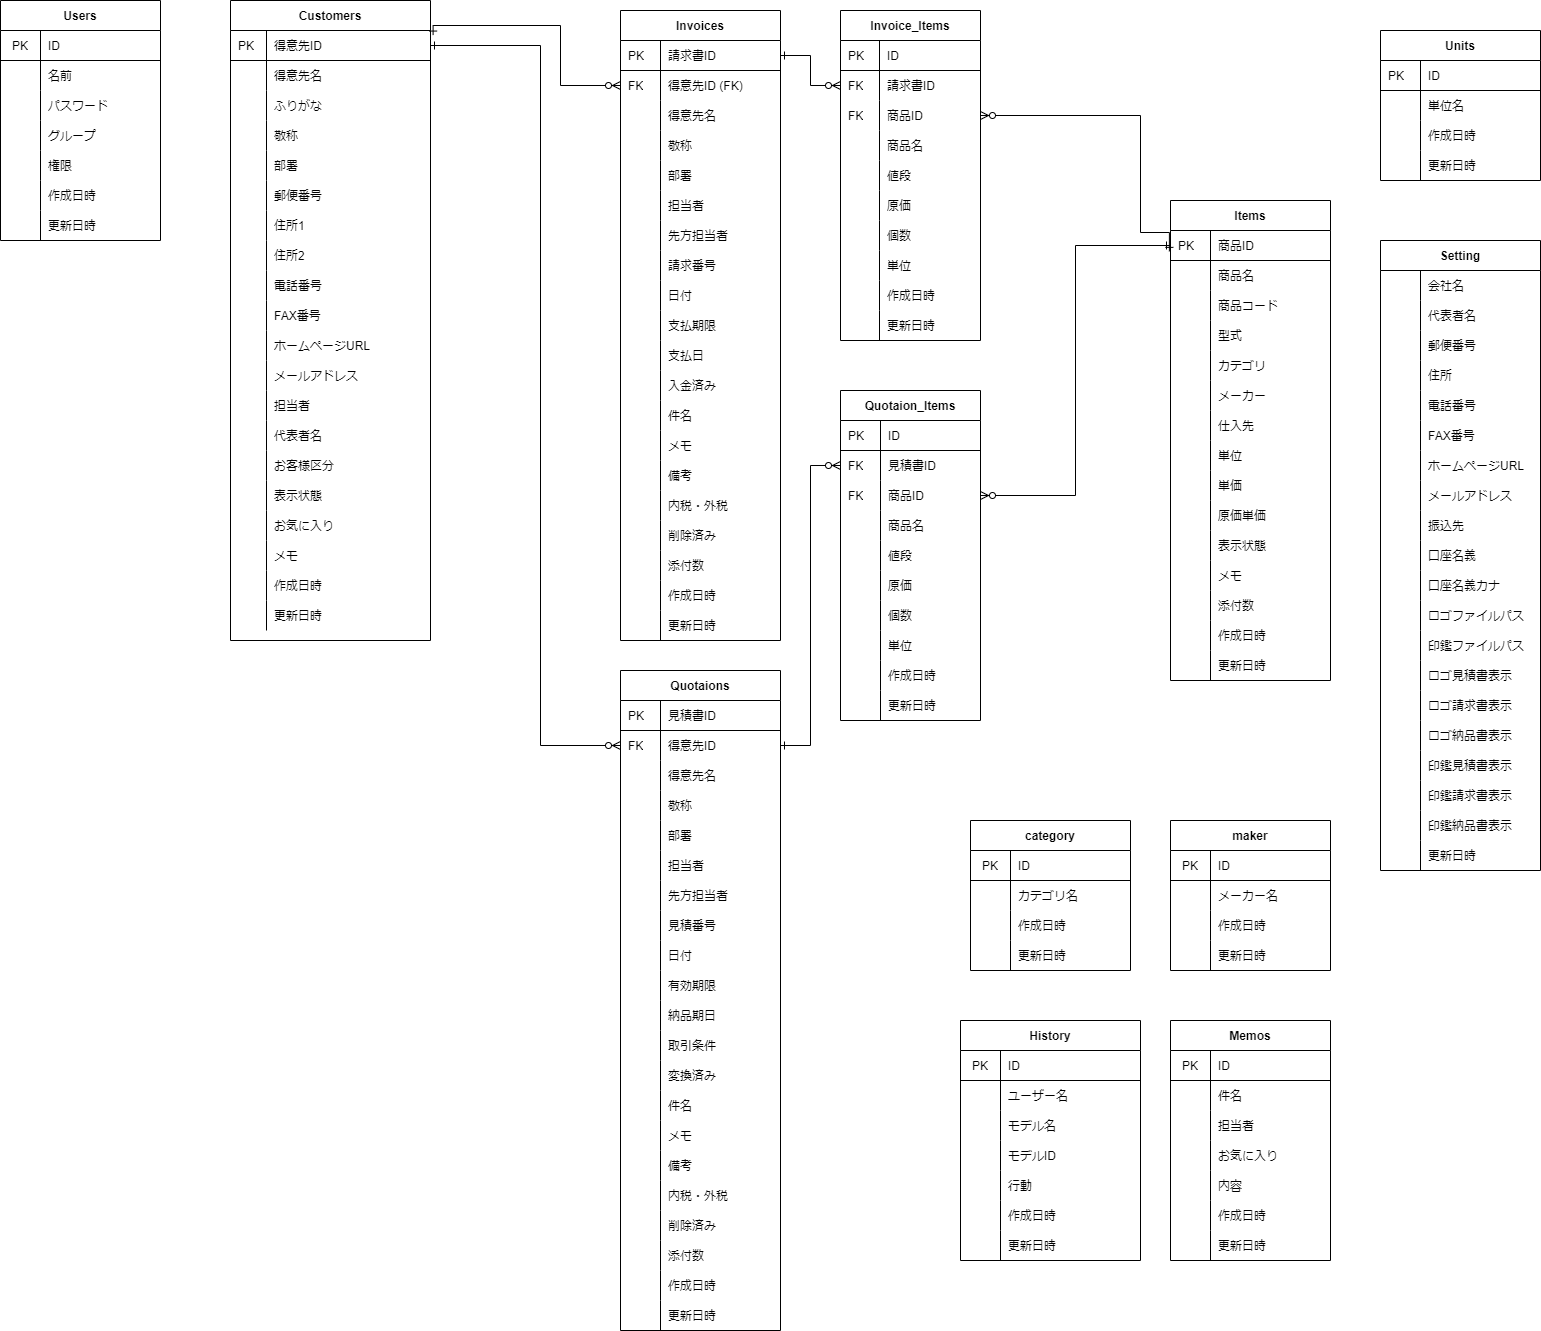 Users
PK ID
名前
パスワード
グループ
権限
作成日時
更新日時
Customers
PK 得意先ID
得意先名
ふりがな
敬称
部署
郵便番号
住所1
住所2
電話番号
FAX番号
ホームページURL
メールアドレス
担当者
代表者名
お客様区分
表示状態
お気に入り
メモ
作成日時
更新日時
Invoices
PK 請求書ID
FK 得意先ID (FK)
得意先名
敬称
部署
担当者
先方担当者
請求番号
日付
支払期限
支払日
入金済み
件名
メモ
備考
内税・外税
削除済み
添付数
作成日時
更新日時
Quotaions
PK 見積書ID
FK 得意先ID
得意先名
敬称
部署
担当者
先方担当者
見積番号
日付
有効期限
納品期日
取引条件
変換済み
件名
メモ
備考
内税・外税
削除済み
添付数
作成日時
更新日時
Invoice_Items
PK ID
FK 請求書ID
FK 商品ID
商品名
値段
原価
個数
単位
作成日時
更新日時
Quotaion_Items
PK ID
FK 見積書ID
FK 商品ID
商品名
値段
原価
個数
単位
作成日時
更新日時
Items
PK 商品ID
商品名
商品コード
型式
カテゴリ
メーカー
仕入先
単位
単価
原価単価
表示状態
メモ
添付数
作成日時
更新日時
category
PK ID
カテゴリ名
作成日時
更新日時
maker
PK ID
メーカー名
作成日時
更新日時
History
PK ID
ユーザー名
モデル名
モデルID
行動
作成日時
更新日時
Memos
PK ID
件名
担当者
お気に入り
内容
作成日時
更新日時
Units
PK ID
単位名
作成日時
更新日時
Setting
会社名
代表者名
郵便番号
住所
電話番号
FAX番号
ホームページURL
メールアドレス
振込先
口座名義
口座名義カナ
ロゴファイルパス
印鑑ファイルパス
ロゴ見積書表示
ロゴ請求書表示
ロゴ納品書表示
印鑑見積書表示
印鑑請求書表示
印鑑納品書表示
更新日時